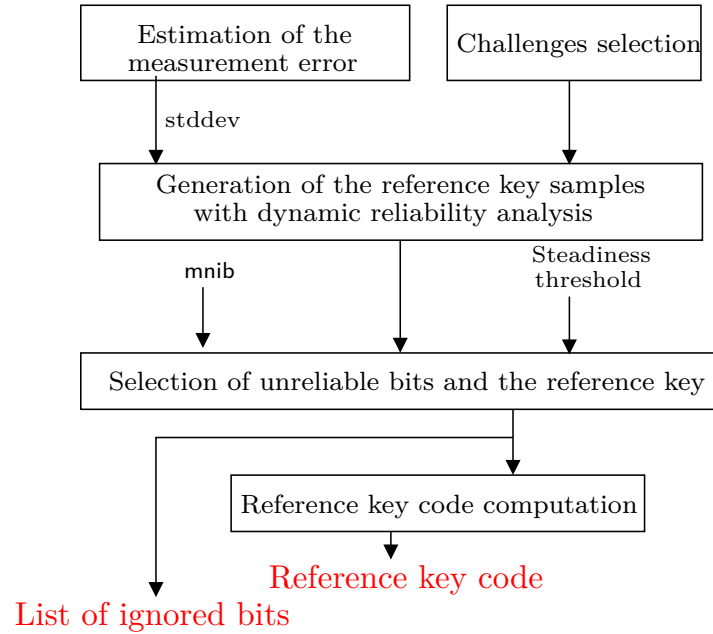 Estimation of the
measurement error
Challenges selection
stddev
Generation of the reference key samples
with dynamic reliability analysis
mnib
Steadiness
threshold
Selection of unreliable bits and the reference key
Reference key code computation
Reference key code
List of ignored bits